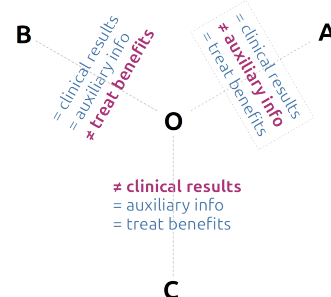 B
= clinical results
= auxiliary info
≠ treat benefits
A
= clinical results
≠ auxiliary info
= treat benefits
O
≠ clinical results
= auxiliary info
= treat benefits
C